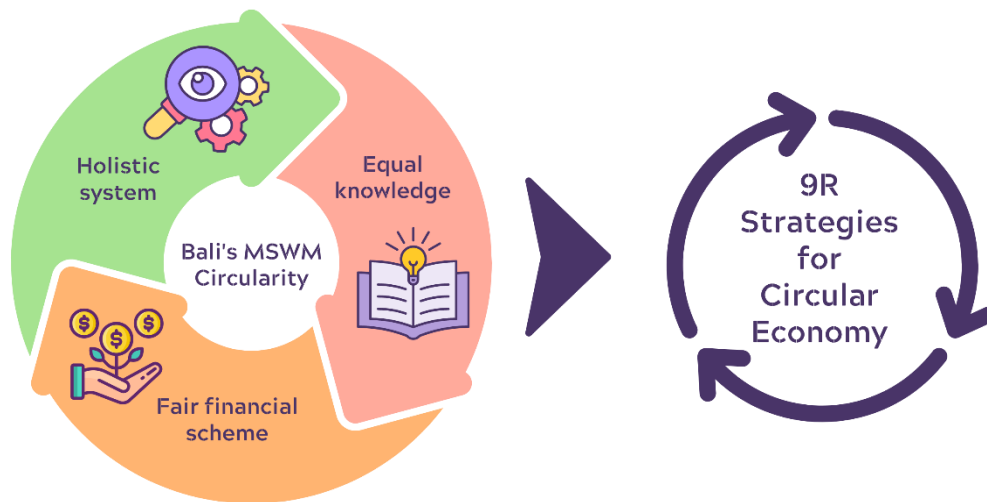 Holistic
system
Equal
knowledge
Bali's MSWM
Circularity
$ $ $
Fair financial
scheme
9R
Strategies
for
Circular
Economy